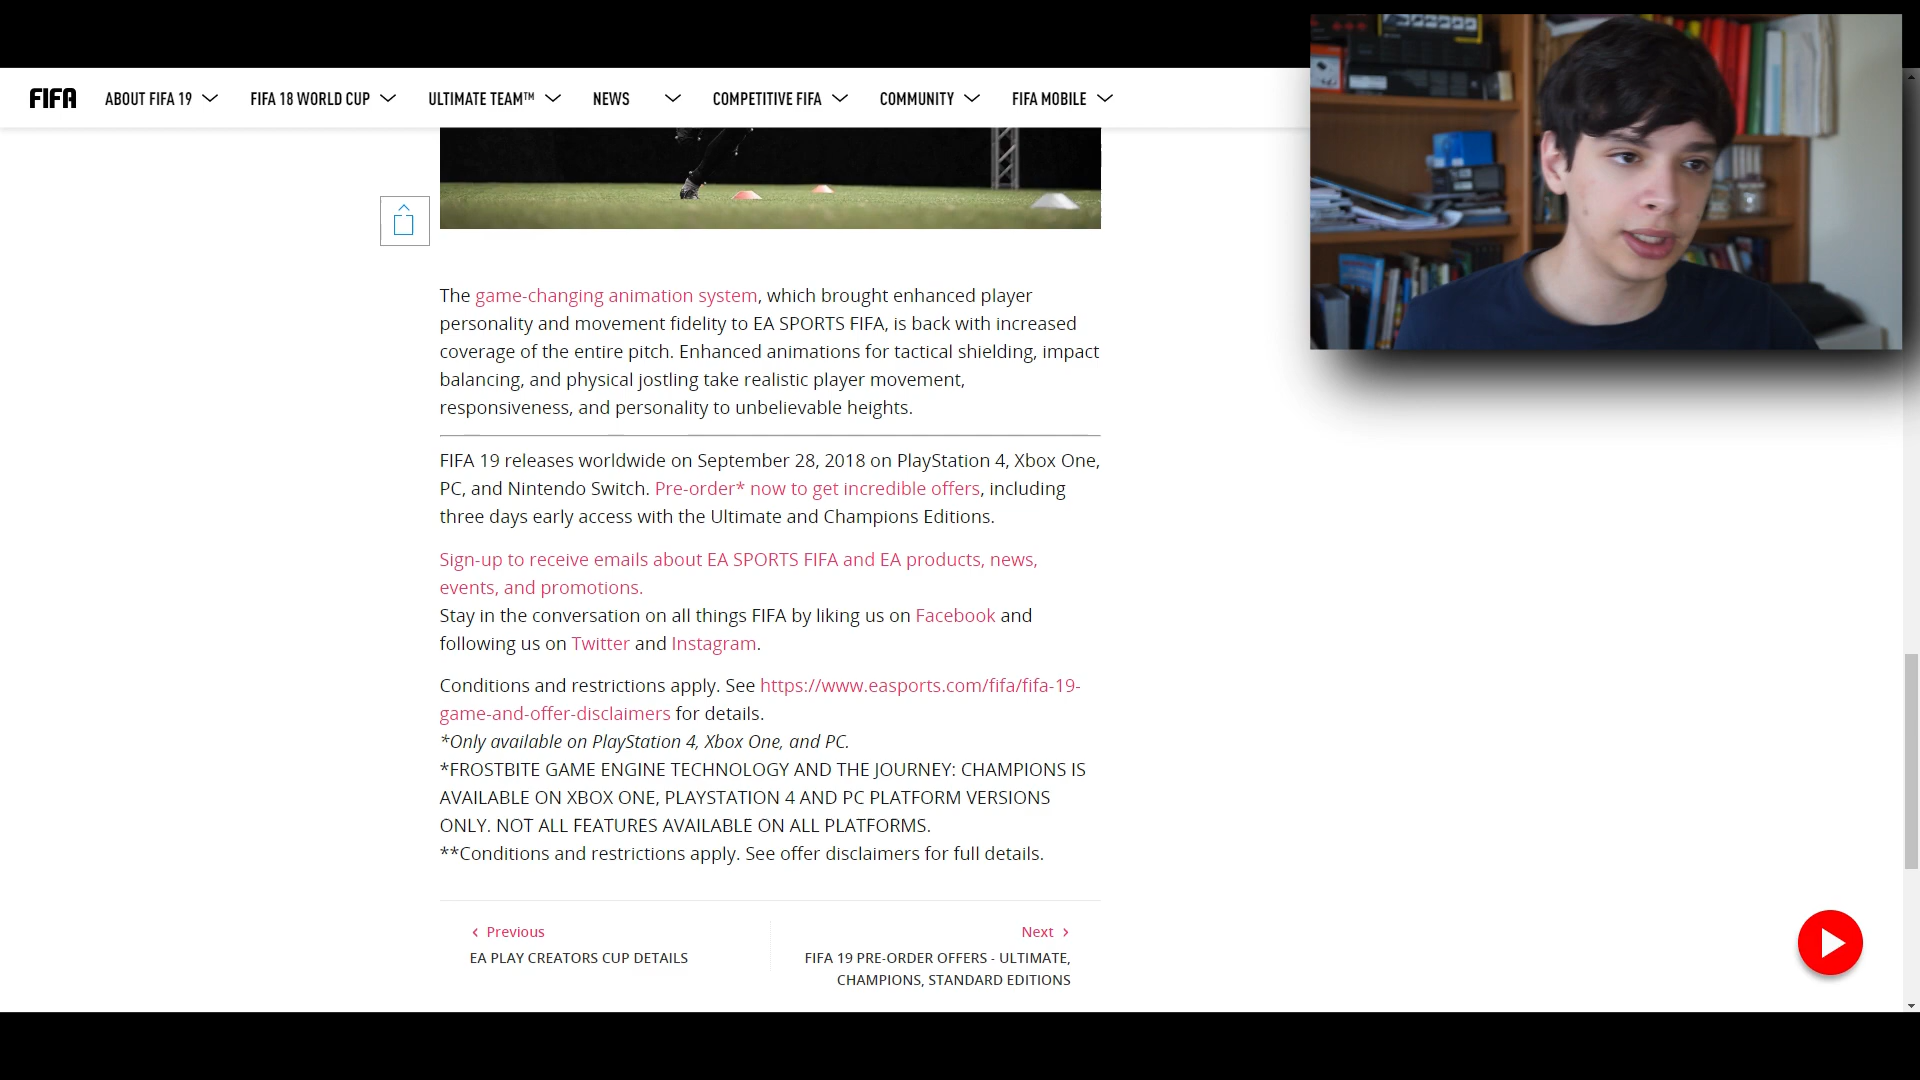 FIFA ABOUT FIFA 19 FIFA 18 WORLD CUP ULTIMATE TEAM™ NEWS COMPETITIVE FIFA COMMUNITY FIFA MOBILE
The game-changing animation system, which brought enhanced player
personality and movement fidelity to EA SPORTS FIFA, is back with increased
coverage of the entire pitch. Enhanced animations for tactical shielding, impact
balancing, and physical jostling take realistic player movement,
responsiveness, and personality to unbelievable heights.
FIFA 19 releases worldwide on September 28, 2018 on PlayStation 4, Xbox One,
PC, and Nintendo Switch. Pre-order* now to get incredible offers, including
three days early access with the Ultimate and Champions Editions.
Sign-up to receive emails about EA SPORTS FIFA and EA products, news,
events, and promotions.
Stay in the conversation on all things FIFA by liking us on Facebook and
following us on Twitter and Instagram.
Conditions and restrictions apply. See https://www.easports.com/fifa/fifa-19-
game-and-offer-disclaimers for details.
*Only available on PlayStation 4, Xbox One, and PC.
*FROSTBITE GAME ENGINE TECHNOLOGY AND THE JOURNEY: CHAMPIONS IS
AVAILABLE ON XBOX ONE, PLAYSTATION 4 AND PC PLATFORM VERSIONS
ONLY. NOT ALL FEATURES AVAILABLE ON ALL PLATFORMS.
**Conditions and restrictions apply. See offer disclaimers for full details.
‹ Previous
EA PLAY CREATORS CUP DETAILS
Next ›
FIFA 19 PRE-ORDER OFFERS - ULTIMATE,
CHAMPIONS, STANDARD EDITIONS